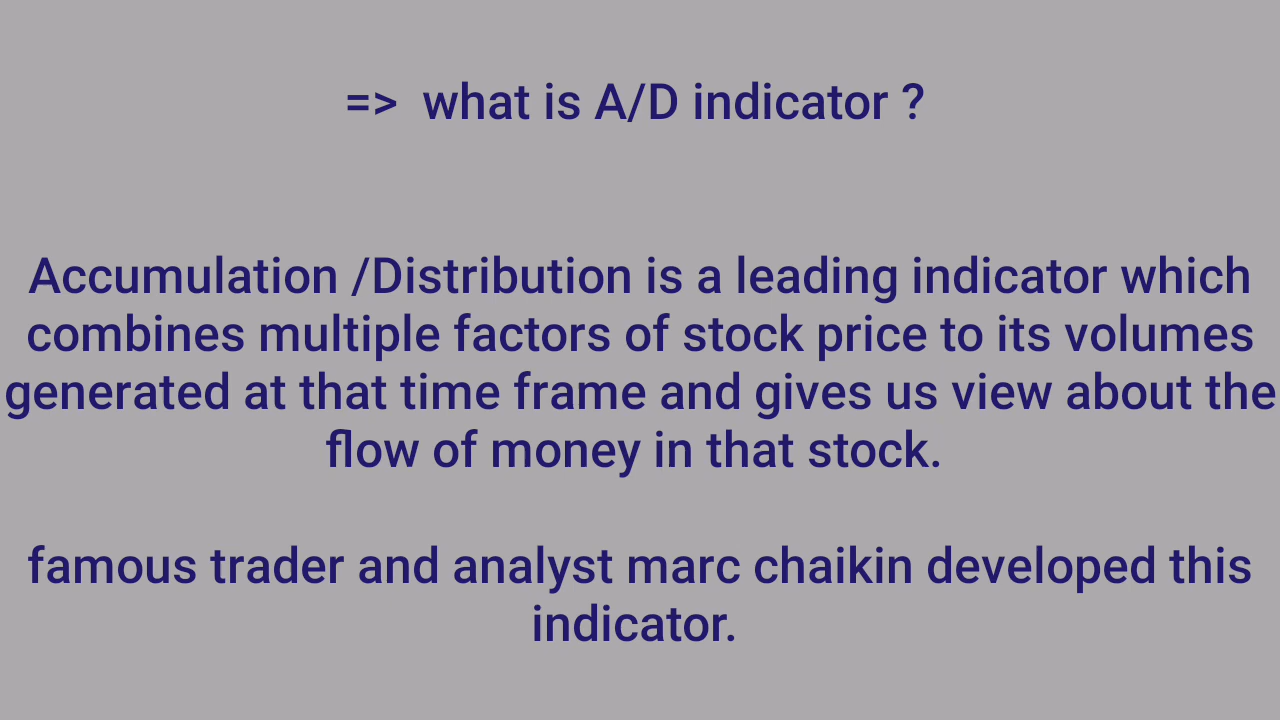 => what is A/D indicator ?
Accumulation /Distribution is a leading indicator which
combines multiple factors of stock price to its volumes
generated at that time frame and gives us view about the
flow of money in that stock.
famous trader and analyst marc chaikin developed this
indicator.